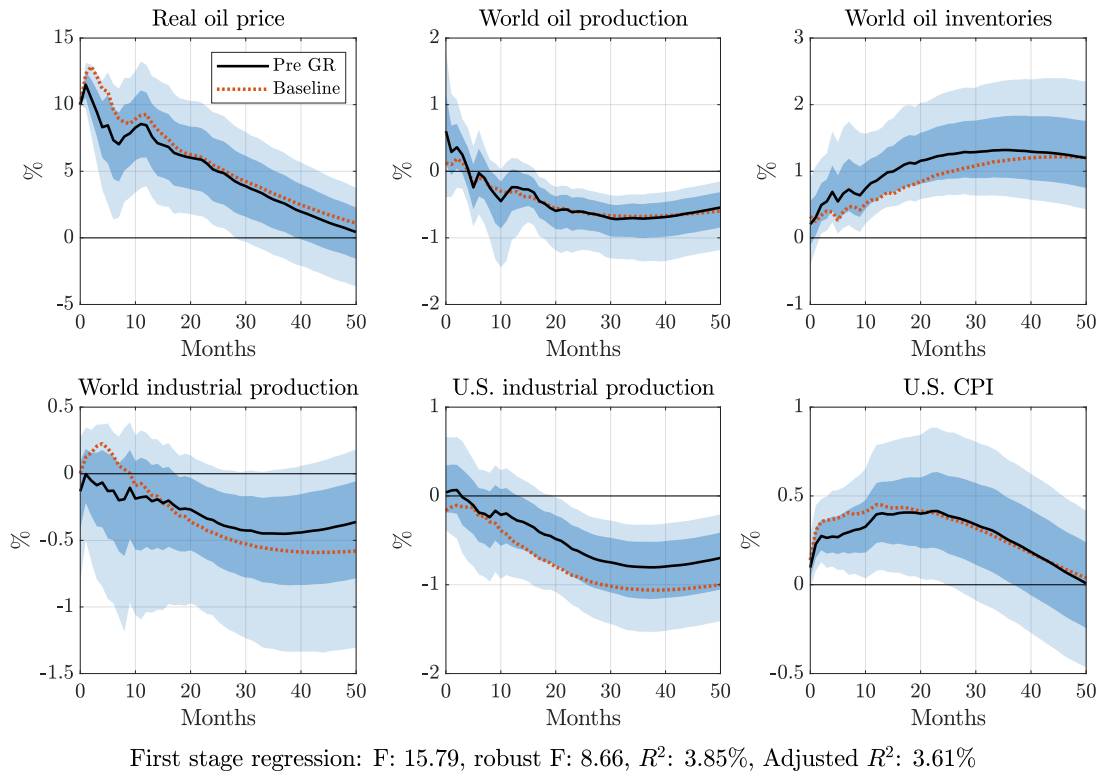 Real oil price World oil production World oil inventories
15 2 3
Pre GR
Baseline
10 1 2
% 5 % 0 % 1
0 -1 0
-5 -2 -1
0 10 20 30 40 50 0 10 20 30 40 50 0 10 20 30 40 50
Months Months Months
World industrial production U.S. industrial production U.S. CPI
0.5 1 1
0 0 0.5
% -0.5 % -1 % 0
-1
-1.5 -2 -0.5
0 10 20 30 40 50 0 10 20 30 40 50 0 10 20 30 40 50
Months Months Months
First stage regression: F: 15.79, robust F: 8.66, R²: 3.85%, Adjusted R²: 3.61%